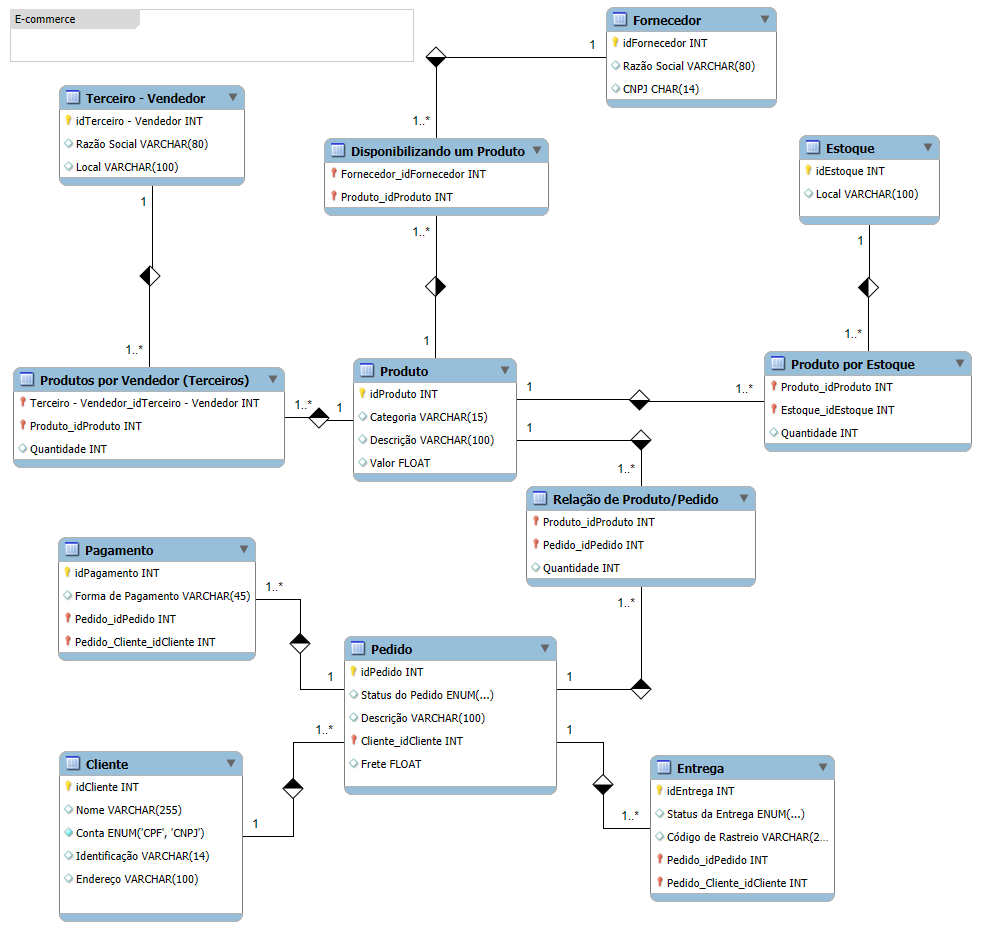 E-commerce
Fornecedor
idFornecedor INT
Razão Social VARCHAR(80)
CNPJ CHAR(14)
1
1..*
Terceiro - Vendedor
idTerceiro - Vendedor INT
Razão Social VARCHAR(80)
Local VARCHAR(100)
1
1..*
Disponibilizando um Produto
Fornecedor_idFornecedor INT
Produto_idProduto INT
1..*
1
Estoque
idEstoque INT
Local VARCHAR(100)
1
1..*
Produtos por Vendedor (Terceiros)
Terceiro - Vendedor_idTerceiro - Vendedor INT
Produto_idProduto INT
Quantidade INT
1..*
1
Produto
idProduto INT
Categoria VARCHAR(15)
Descrição VARCHAR(100)
Valor FLOAT
1
1..*
1
1..*
Produto por Estoque
Produto_idProduto INT
Estoque_idEstoque INT
Quantidade INT
Relação de Produto/Pedido
Produto_idProduto INT
Pedido_idPedido INT
Quantidade INT
1..*
1
Pagamento
idPagamento INT
Forma de Pagamento VARCHAR(45)
Pedido_idPedido INT
Pedido_Cliente_idCliente INT
1..*
1
Pedido
idPedido INT
Status do Pedido ENUM(...)
Descrição VARCHAR(100)
Cliente_idCliente INT
Frete FLOAT
1..*
1
1
1..*
Cliente
idCliente INT
Nome VARCHAR(255)
Conta ENUM('CPF', 'CNPJ')
Identificação VARCHAR(14)
Endereço VARCHAR(100)
Entrega
idEntrega INT
Status da Entrega ENUM(...)
Código de Rastreio VARCHAR(2...
Pedido_idPedido INT
Pedido_Cliente_idCliente INT